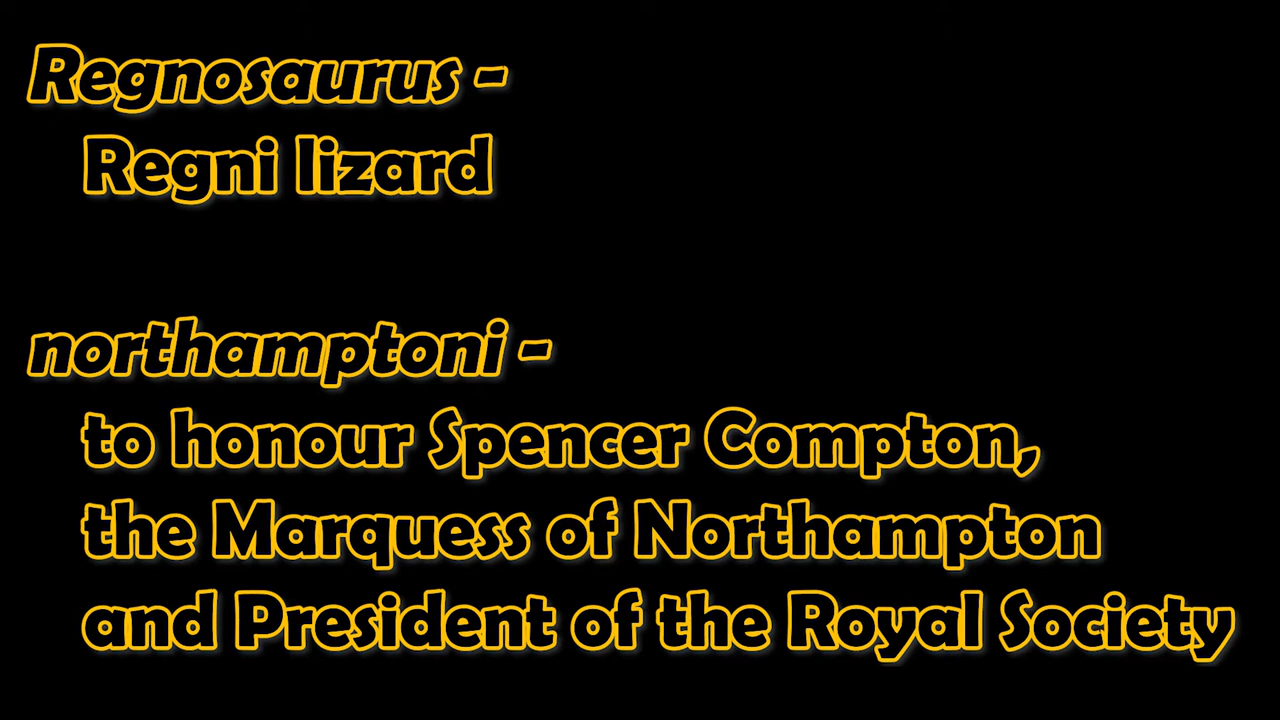 Regnosaurus -
Regni lizard
northamptoni -
to honour Spencer Compton,
the Marquess of Northampton
and President of the Royal Society